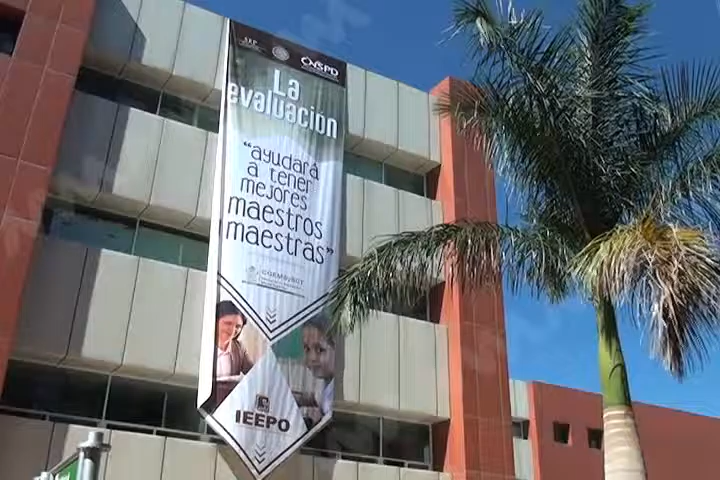 SEP
CNSPD
La
evaluación
“ayudará
a tener
mejores
maestros
maestras”
IEEPO